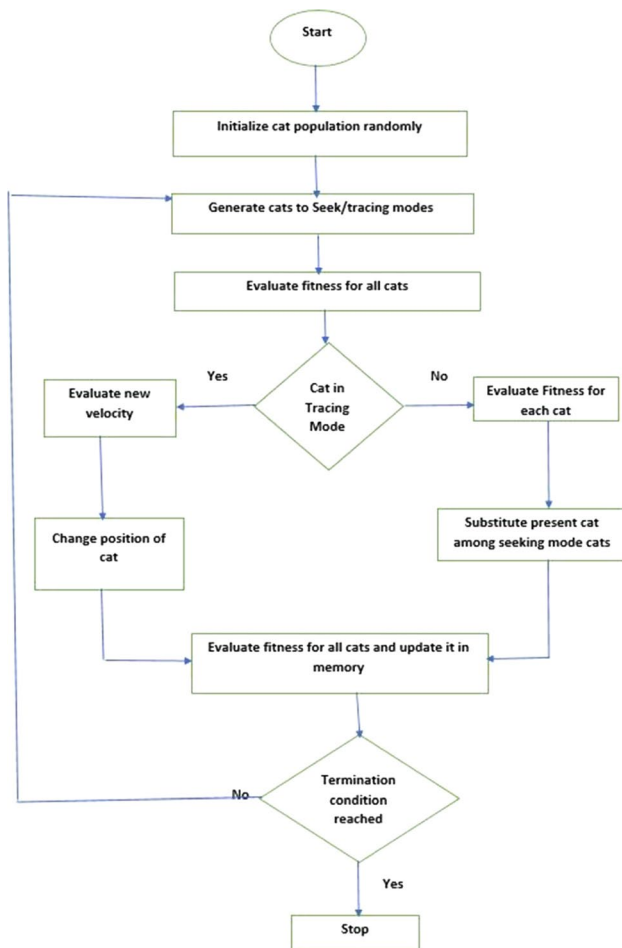 Start
Initialize cat population randomly
Generate cats to Seek/tracing modes
Evaluate fitness for all cats
Yes
No
Cat in
Tracing
Mode
Evaluate new
velocity
Evaluate Fitness for
each cat
Change position of
cat
Substitute present cat
among seeking mode cats
Evaluate fitness for all cats and update it in
memory
Termination
condition
reached
No
Yes
Stop